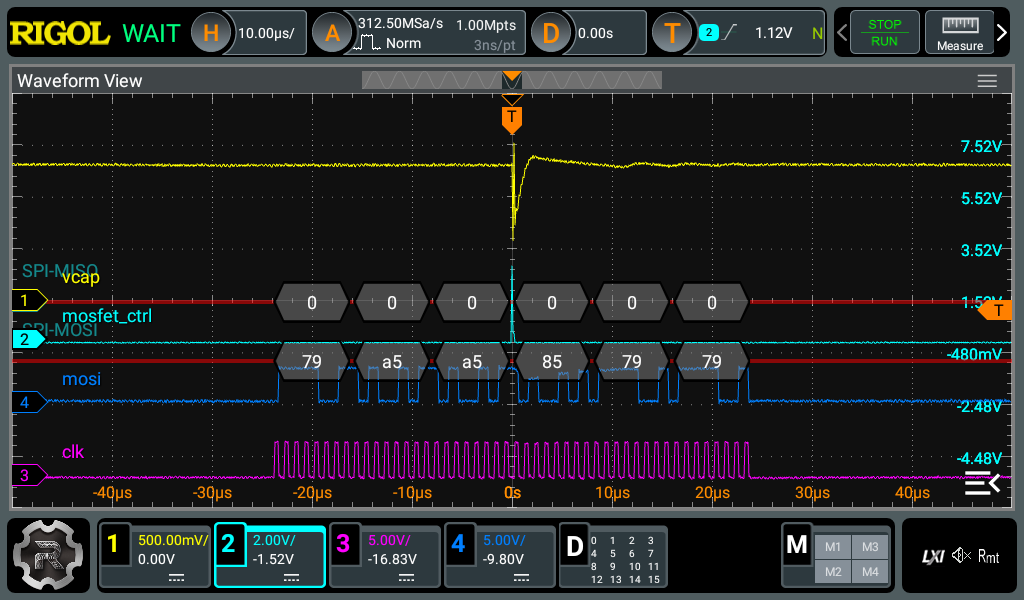 RIGOL WAIT H 10.00µs/ A 312.50MSa/s 1.00Mpts D 0.00s T 2 1.12V N STOP
Norm 3ns/pt RUN Measure
Waveform View
T
7.52V
5.52V
3.52V
SPI-MISO
vcap
1 0 0 0 0 0 0 1.52V T
mosfet_ctrl
SPI-MOSI
2
79 a5 a5 85 79 79 -480mV
mosi
4 -2.48V
clk
-4.48V
3
-40µs -30µs -20µs -10µs 0s 10µs 20µs 30µs 40µs
1 500.00mV/ 2 2.00V/ 3 5.00V/ 4 5.00V/ D 0 1 2 3 M M1 M3
0.00V -1.52V -16.83V -9.80V 4 5 6 7 LXI Rmt
8 9 10 11 M2 M4
12 13 14 15